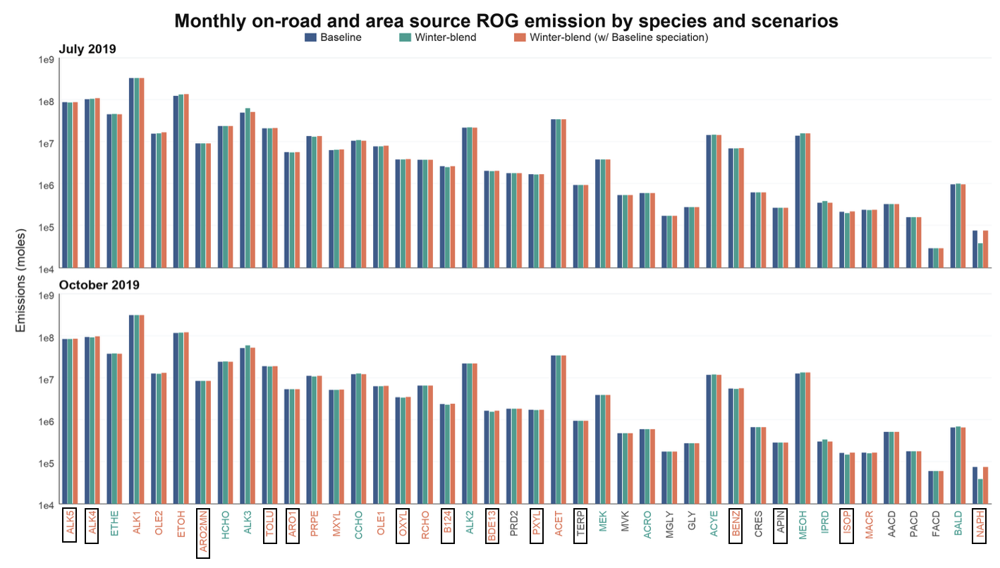 Monthly on-road and area source ROG emission by species and scenarios
Baseline Winter-blend Winter-blend (w/ Baseline speciation)
July 2019
1e9
1e8
1e7
1e6
1e5
1e4
Emissions (moles)
October 2019
1e9
1e8
1e7
1e6
1e5
1e4
ALK5 ALK4 ETHE ALK1 OLE2 ETOH ARO2MN HCHO ALK3 TOLU ARO1 PRPE MXYL CCHO OLE1 OXYL RCHO B124 ALK2 BDE13 PRD2 PXYL ACET TERP MEK MVK ACRO MGLY GLY ACYE BENZ CRES APIN MEOH IPRD ISOP MACR AACD PACD FACD BALD NAPH